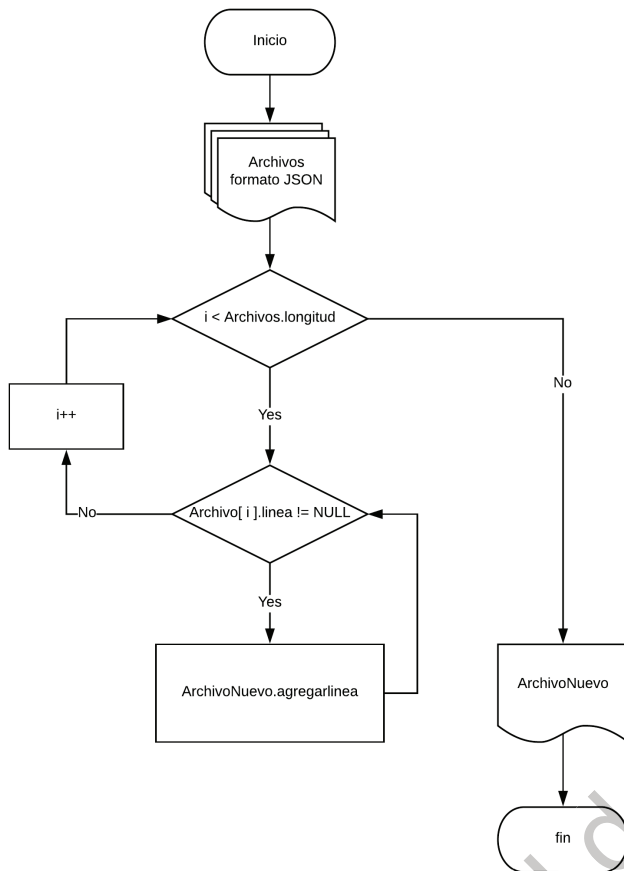 Inicio
Archivos
formato JSON
i < Archivos.longitud
No
i++
Yes
Archivo[ i ].linea != NULL
No
Yes
ArchivoNuevo.agregarlinea
ArchivoNuevo
fin